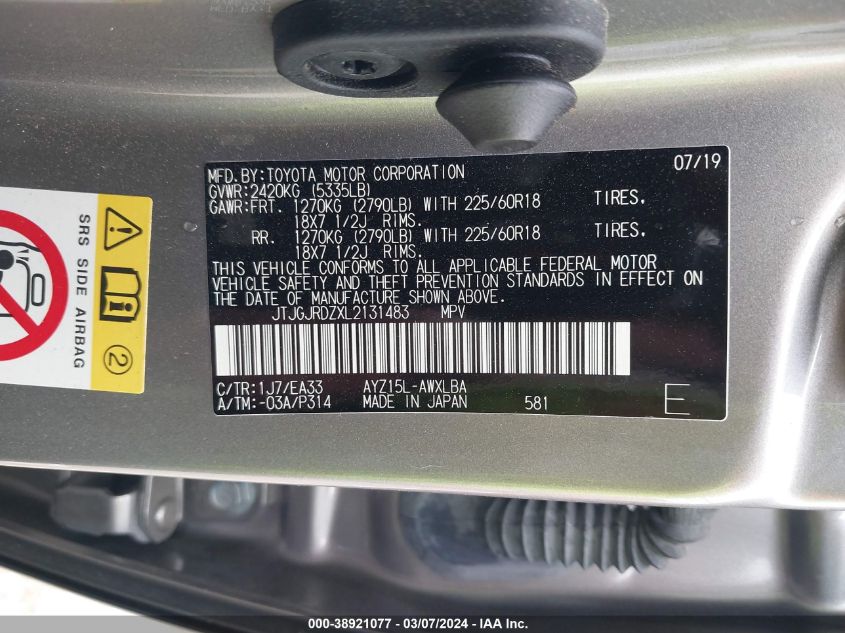 MFD.BY:TOYOTA MOTOR CORPORATION 07/19
GVWR:2420KG (5335LB)
GAWR:FRT. 1270KG (2790LB) WITH 225/60R18 TIRES.
18X7 1/2J RIMS.
RR. 1270KG (2790LB) WITH 225/60R18 TIRES.
18X7 1/2J RIMS.
THIS VEHICLE CONFORMS TO ALL APPLICABLE FEDERAL MOTOR
VEHICLE SAFETY AND THEFT PREVENTION STANDARDS IN EFFECT ON
THE DATE OF MANUFACTURE SHOWN ABOVE.
JTJGJRDZXL2131483 MPV
C/TR:1J7/EA33 AYZ15L-AWXLBA
A/TM:-03A/P314 MADE IN JAPAN 581 E
SRS SIDE AIRBAG
2
000-38921077 - 03/07/2024 - IAA Inc.